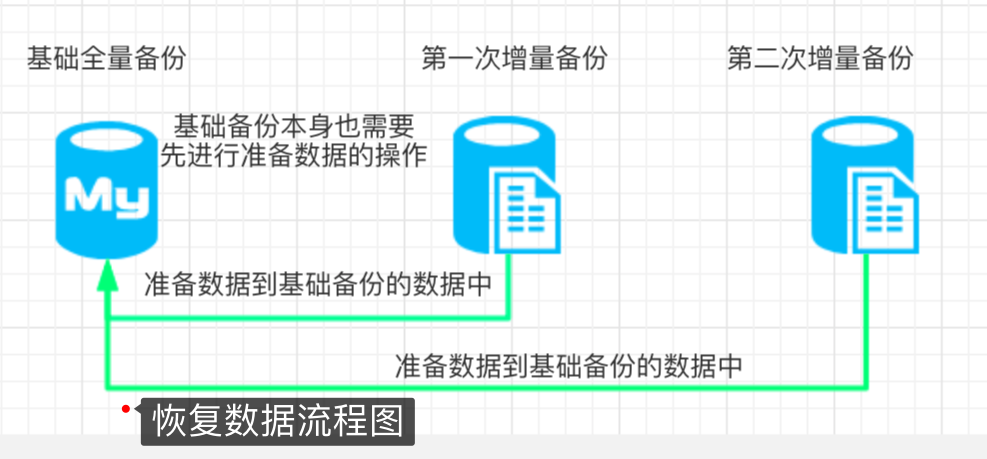 基础全量备份
第一次增量备份
第二次增量备份
基础备份本身也需要
先进行准备数据的操作
My
准备数据到基础备份的数据中
准备数据到基础备份的数据中
恢复数据流程图